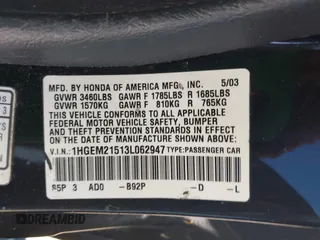 MFD. BY HONDA OF AMERICA MFG., INC. 5/03
GVWR 3460LBS GAWR F 1785LBS R 1685LBS
GVWR 1570KG GAWR F 810KG R 765KG
THIS VEHICLE CONFORMS TO ALL APPLICABLE
FEDERAL MOTOR VEHICLE SAFETY, BUMPER, AND
THEFT PREVENTION STANDARDS IN EFFECT ON THE
DATE OF MANUFACTURE SHOWN ABOVE.
V.I.N.: 1HGEM21513L062947 TYPE: PASSENGER CAR
S5P 3 AD0 -B92P -D -L
DREAMBID